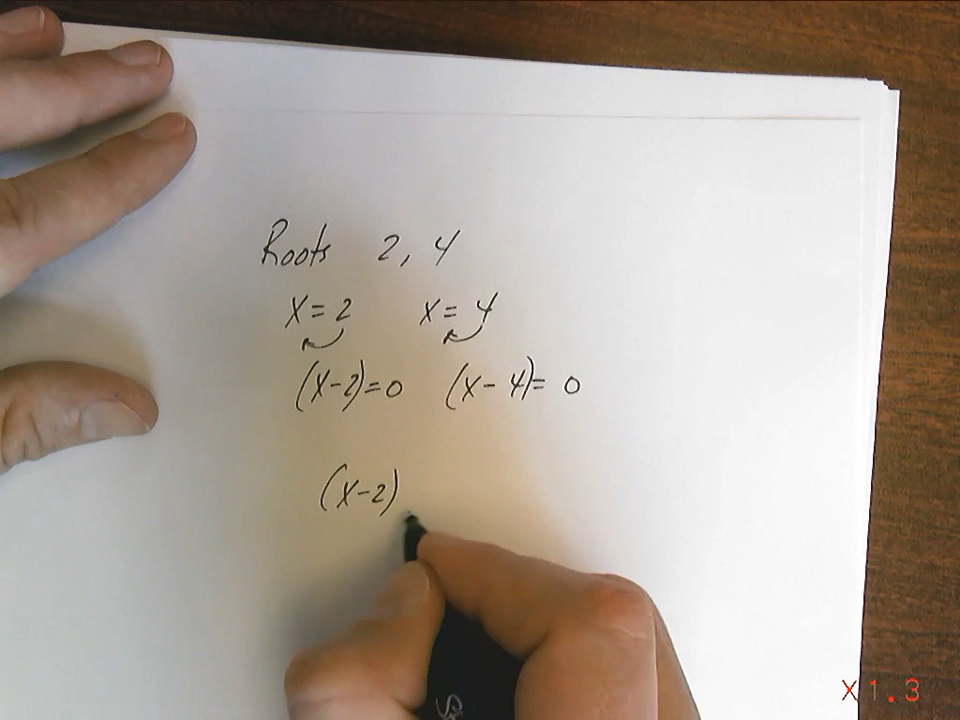 Roots 2, 4
x = 2 x = 4
(x-2)=0 (x-4)= 0
(x-2)
X1.3